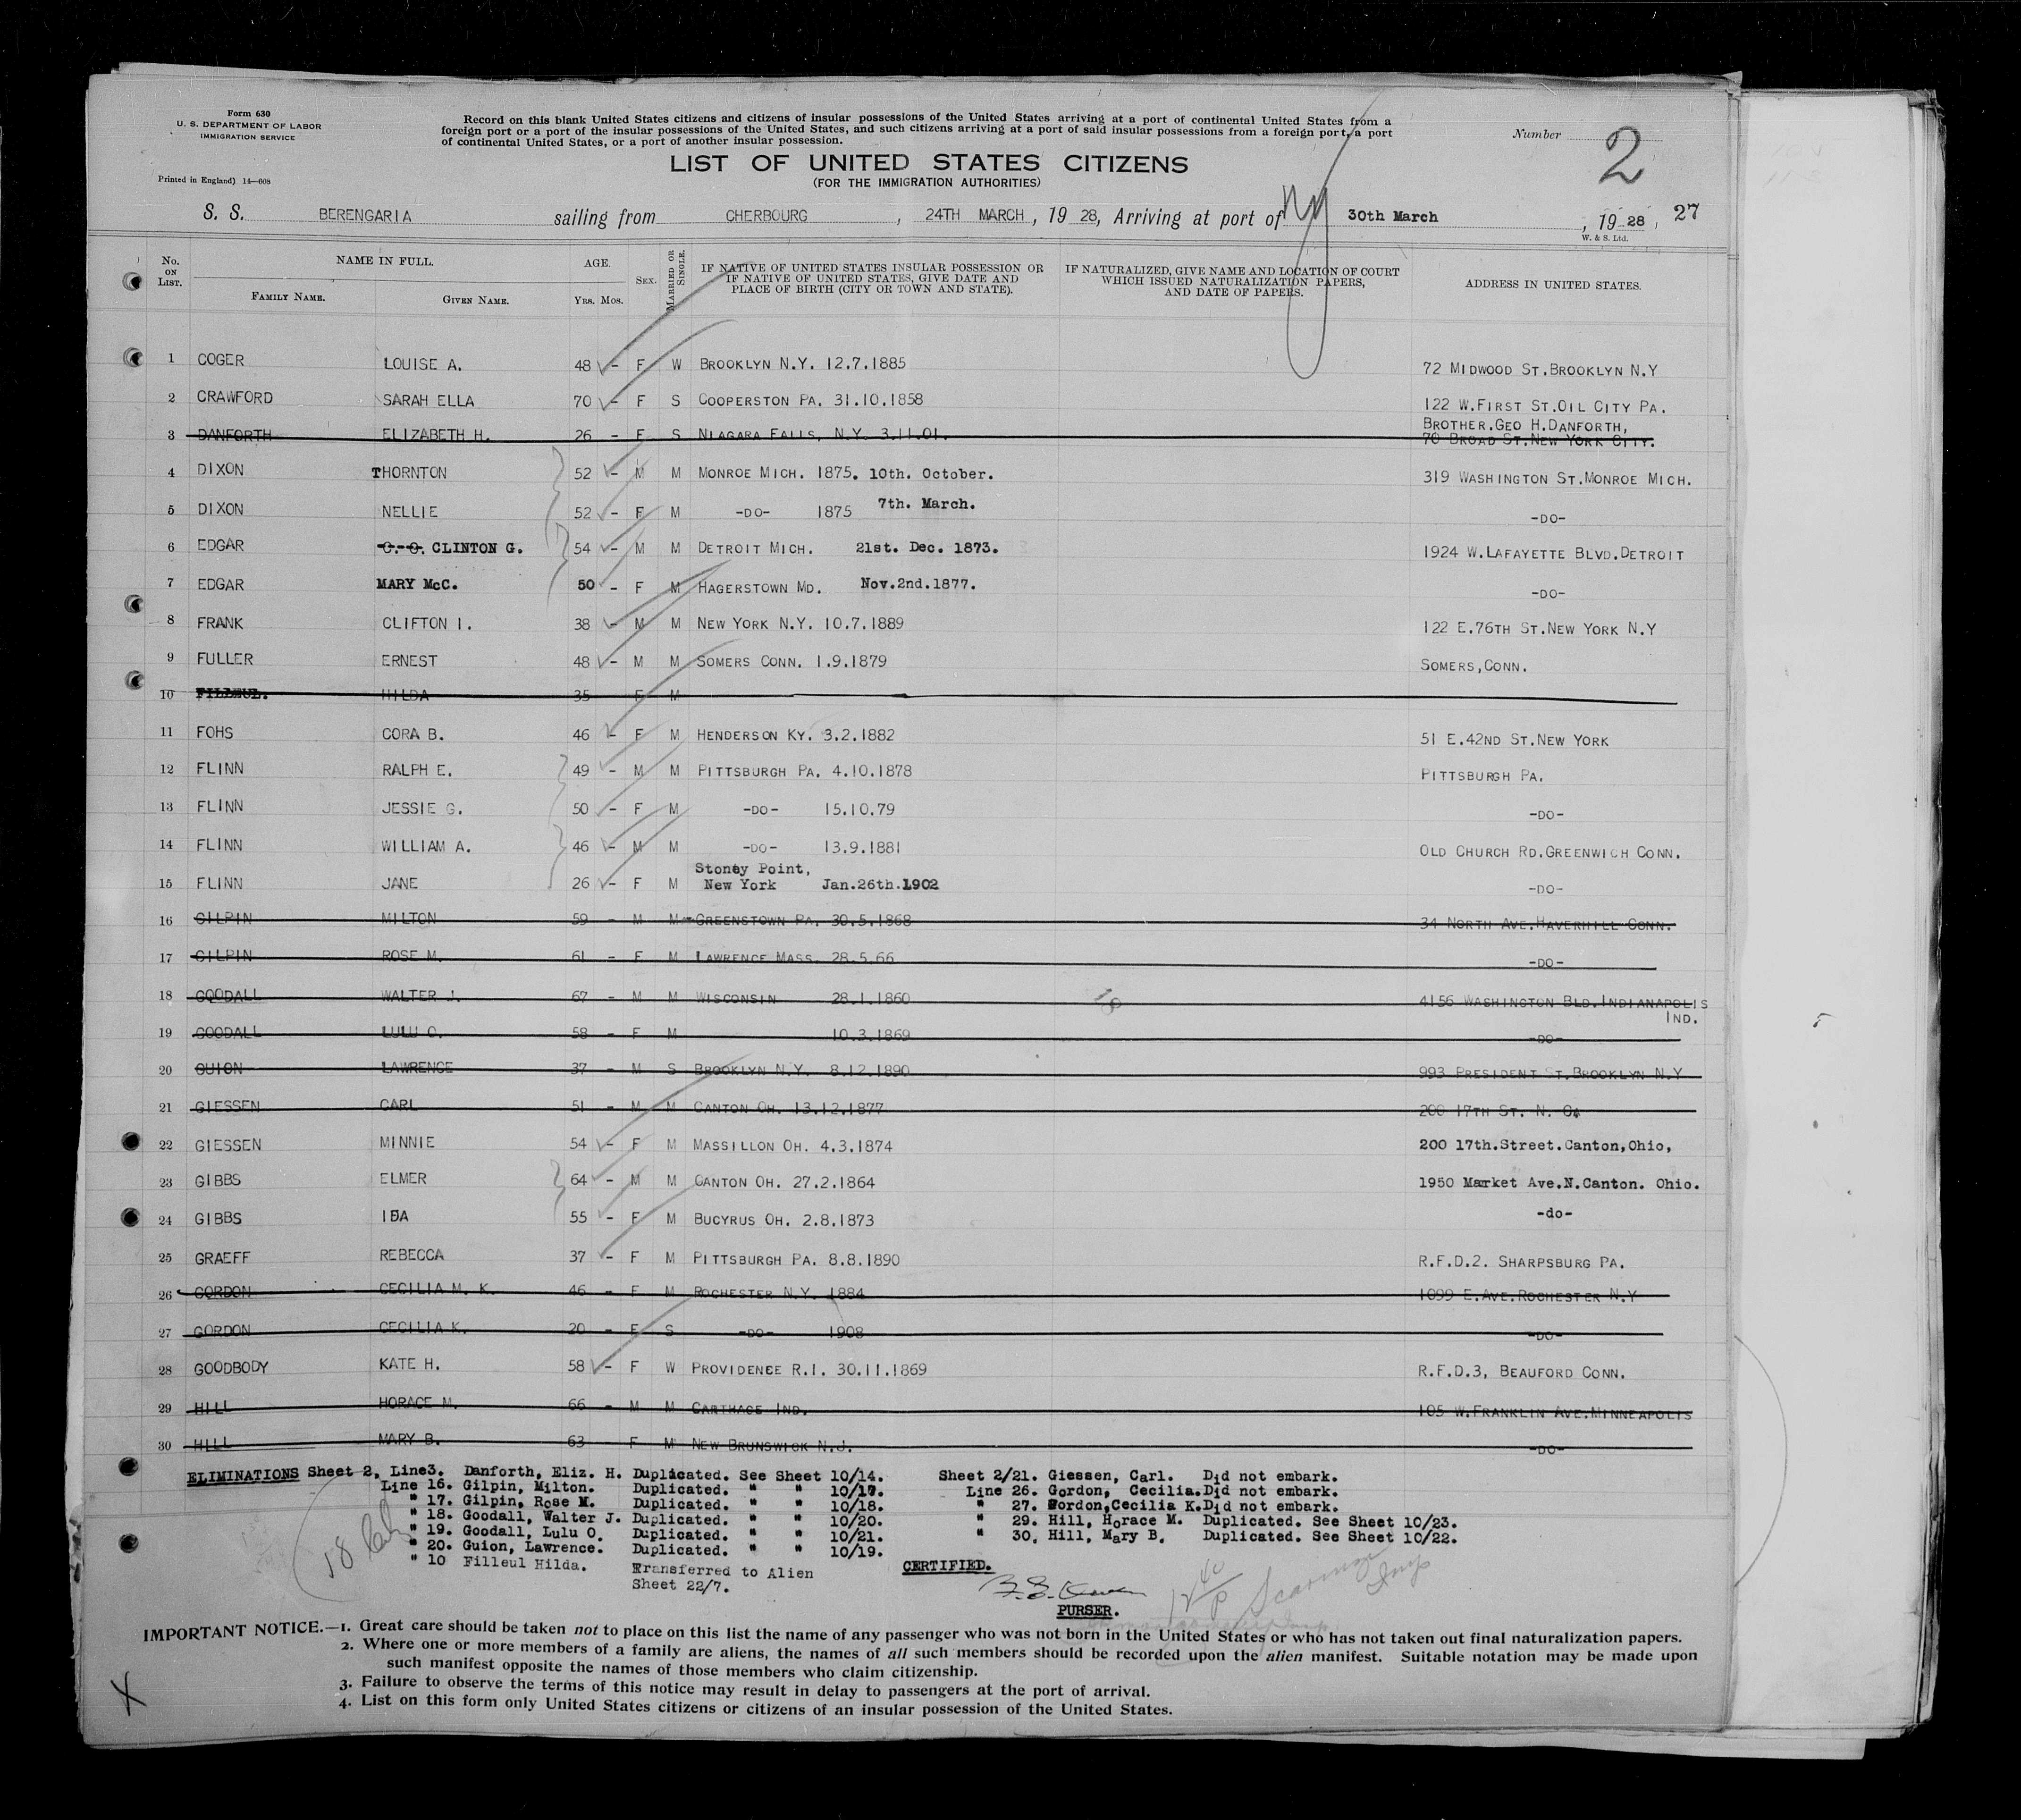 Form 630
U. S. DEPARTMENT OF LABOR
IMMIGRATION SERVICE
Printed in England) 14—608
Record on this blank United States citizens and citizens of insular possessions of the United States arriving at a port of continental United States from a
foreign port or a port of the insular possessions of the United States, and such citizens arriving at a port of said insular possessions from a foreign port, a port
of continental United States, or a port of another insular possession.
Number 2
LIST OF UNITED STATES CITIZENS
(FOR THE IMMIGRATION AUTHORITIES)
S. S. BERENGARIA sailing from CHERBOURG , 24TH MARCH , 19 28, Arriving at port of NY 30th March , 19 28 , 27
W. & S. Ltd.
No. ON LIST. NAME IN FULL. FAMILY NAME. GIVEN NAME. AGE. YRS. MOS. SEX. MARRIED OR SINGLE. IF NATIVE OF UNITED STATES INSULAR POSSESSION OR IF NATIVE OF UNITED STATES, GIVE DATE AND PLACE OF BIRTH (CITY OR TOWN AND STATE). IF NATURALIZED, GIVE NAME AND LOCATION OF COURT WHICH ISSUED NATURALIZATION PAPERS, AND DATE OF PAPERS. ADDRESS IN UNITED STATES.
1 COGER LOUISE A. 48 - F W BROOKLYN N.Y. 12.7.1885 72 MIDWOOD ST.BROOKLYN N.Y
2 CRAWFORD SARAH ELLA 70 - F S COOPERSTON PA. 31.10.1858 122 W.FIRST ST.OIL CITY PA.
3 DANFORTH ELIZABETH H. 26 - F S NIAGARA FALLS, N.Y. 3.11.01. BROTHER.GEO H.DANFORTH,
70 BROAD ST.NEW YORK CITY.
4 DIXON THORNTON 52 - M M MONROE MICH. 1875. 10th. October. 319 WASHINGTON ST.MONROE MICH.
5 DIXON NELLIE 52 - F M -DO- 1875 7th. March. -DO-
6 EDGAR C. G. CLINTON G. 54 - M M DETROIT MICH. 21st. Dec. 1873. 1924 W.LAFAYETTE BLVD.DETROIT
7 EDGAR MARY McC. 50 - F M HAGERSTOWN MD. Nov.2nd.1877. -DO-
8 FRANK CLIFTON I. 38 - M M NEW YORK N.Y. 10.7.1889 122 E.76TH ST.NEW YORK N.Y
9 FULLER ERNEST 48 - M M SOMERS CONN. 1.9.1879 SOMERS,CONN.
10 FILLEUL. HILDA 35 F M
11 FOHS CORA B. 46 - F M HENDERSON KY. 3.2.1882 51 E.42ND ST.NEW YORK
12 FLINN RALPH E. 49 - M M PITTSBURGH PA. 4.10.1878 PITTSBURGH PA.
13 FLINN JESSIE G. 50 - F M -DO- 15.10.79 -DO-
14 FLINN WILLIAM A. 46 - M M -DO- 13.9.1881 OLD CHURCH RD.GREENWICH CONN.
15 FLINN JANE 26 - F M Stoney Point,
New York Jan.26th.1902 -DO-
16 GILPIN MILTON 59 - M M GREENSTOWN PA. 30.5.1868 34 NORTH AVE.HAVERHILL CONN.
17 GILPIN ROSE M. 61 - F M LAWRENCE MASS. 28.5.66 -DO-
18 GOODALL WALTER J. 67 - M M WISCONSIN 28.1.1860 18 4156 WASHINGTON BLD.INDIANAPOLIS
IND.
19 GOODALL LULU O. 58 - F M 10.3.1869 -DO-
20 GUION LAWRENCE 37 - M S BROOKLYN N.Y. 8.12.1890 993 PRESIDENT ST.BROOKLYN N.Y
21 GIESSEN CARL 51 - M M CANTON OH. 13.12.1877 200 17TH ST. N.
22 GIESSEN MINNIE 54 - F M MASSILLON OH. 4.3.1874 200 17th.Street.Canton,Ohio,
23 GIBBS ELMER 64 - M M CANTON OH. 27.2.1864 1950 Market Ave.N.Canton. Ohio.
24 GIBBS IDA 55 - F M BUCYRUS OH. 2.8.1873 -do-
25 GRAEFF REBECCA 37 - F M PITTSBURGH PA. 8.8.1890 R.F.D.2. SHARPSBURG PA.
26 GORDON CECILIA M. K. 46 - F M ROCHESTER N.Y. 1884 1099 E.AVE.ROCHESTER N.Y
27 GORDON CECILIA K. 20 - F S -DO- 1908 -DO-
28 GOODBODY KATE H. 58 - F W PROVIDENCE R.I. 30.11.1869 R.F.D.3, BEAUFORD CONN.
29 HILL HORACE M. 66 - M M CARTHAGE IND. 105 W.FRANKLIN AVE.MINNEAPOLIS
30 HILL MARY B. 63 - F M NEW BRUNSWICK N.J. -DO-
ELIMINATIONS Sheet 2, Line3. Danforth, Eliz. H. Duplicated. See Sheet 10/14. Sheet 2/21. Giessen, Carl. Did not embark.
Line 16. Gilpin, Milton. Duplicated. " " 10/17. Line 26. Gordon, Cecilia.Did not embark.
" 17. Gilpin, Rose M. Duplicated. " " 10/18. " 27. Gordon,Cecilia K.Did not embark.
" 18. Goodall, Walter J. Duplicated. " " 10/20. " 29. Hill, Horace M. Duplicated. See Sheet 10/23.
" 19. Goodall, Lulu O. Duplicated. " " 10/21. " 30, Hill, Mary B, Duplicated. See Sheet 10/22.
" 20. Guion, Lawrence. Duplicated. " " 10/19.
" 10 Filleul Hilda. Transferred to Alien
Sheet 22/7.
18
CERTIFIED.
PURSER.
IMPORTANT NOTICE.—1. Great care should be taken not to place on this list the name of any passenger who was not born in the United States or who has not taken out final naturalization papers.
2. Where one or more members of a family are aliens, the names of all such members should be recorded upon the alien manifest. Suitable notation may be made upon
such manifest opposite the names of those members who claim citizenship.
3. Failure to observe the terms of this notice may result in delay to passengers at the port of arrival.
4. List on this form only United States citizens or citizens of an insular possession of the United States.
X